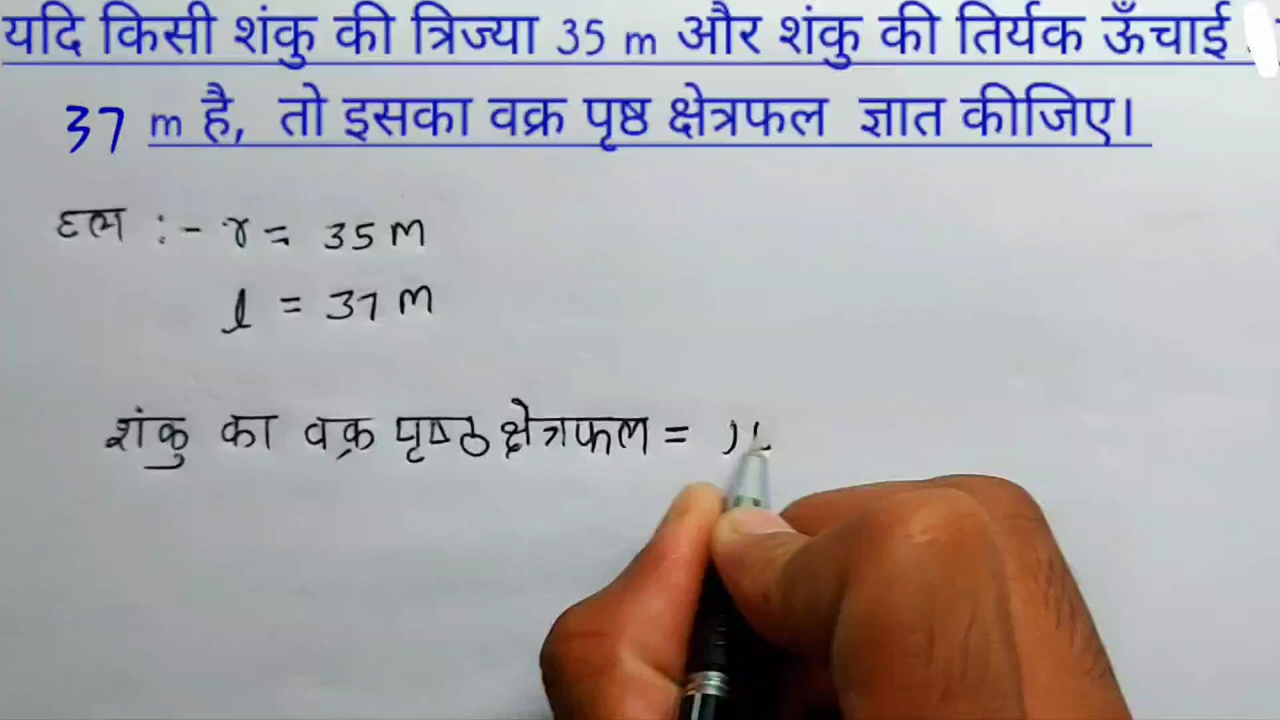 यदि किसी शंकु की त्रिज्या 35 m और शंकु की तिर्यक ऊँचाई
37 m है, तो इसका वक्र पृष्ठ क्षेत्रफल ज्ञात कीजिए।
हल :- r = 35 m
l = 37 m
शंकु का वक्र पृष्ठ क्षेत्रफल =